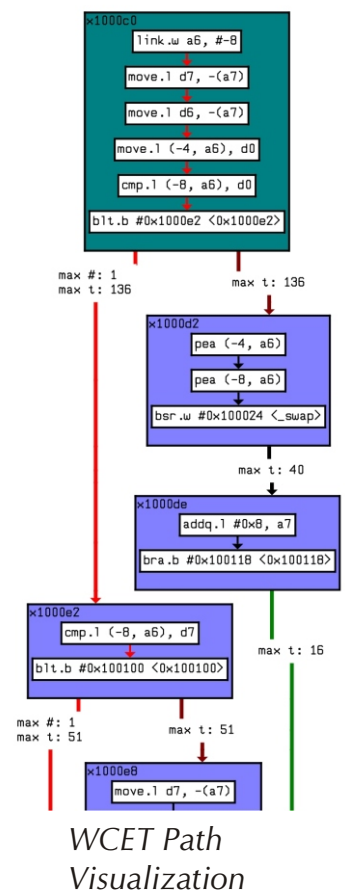 x1000c0
link.w a6, #-8
move.l d7, -(a7)
move.l d6, -(a7)
move.l (-4, a6), d0
cmp.l (-8, a6), d0
blt.b #0x1000e2 <0x1000e2>
max #: 1
max t: 136
max t: 136
x1000d2
pea (-4, a6)
pea (-8, a6)
bsr.w #0x100024 <_swap>
max t: 40
x1000de
addq.l #0x8, a7
bra.b #0x100118 <0x100118>
x1000e2
cmp.l (-8, a6), d7
blt.b #0x100100 <0x100100>
max t: 16
max #: 1
max t: 51
max t: 51
x1000e8
move.l d7, -(a7)
WCET Path
Visualization